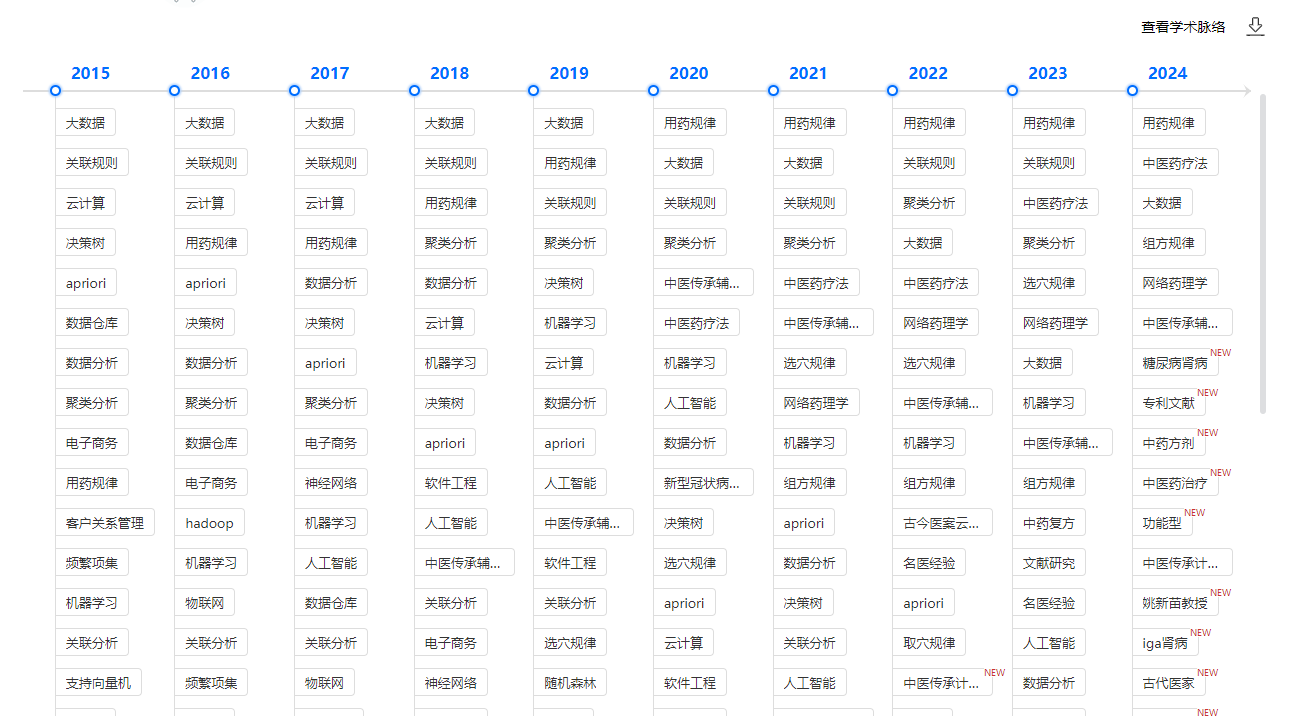 查看学术脉络
2015 2016 2017 2018 2019 2020 2021 2022 2023 2024
大数据 大数据 大数据 大数据 大数据 用药规律 用药规律 用药规律 用药规律 用药规律
关联规则 关联规则 关联规则 关联规则 用药规律 大数据 大数据 关联规则 关联规则 中医药疗法
云计算 云计算 云计算 用药规律 关联规则 关联规则 关联规则 聚类分析 中医药疗法 大数据
决策树 用药规律 用药规律 聚类分析 聚类分析 聚类分析 聚类分析 大数据 聚类分析 组方规律
apriori apriori 数据分析 数据分析 决策树 中医传承辅... 中医药疗法 中医药疗法 选穴规律 网络药理学
数据仓库 决策树 决策树 云计算 机器学习 中医药疗法 中医传承辅... 网络药理学 网络药理学 中医传承辅...
数据分析 数据分析 apriori 机器学习 云计算 机器学习 选穴规律 选穴规律 大数据 糖尿病肾病 NEW
聚类分析 聚类分析 聚类分析 决策树 数据分析 人工智能 网络药理学 中医传承辅... 机器学习 专利文献 NEW
电子商务 数据仓库 电子商务 apriori apriori 数据分析 机器学习 机器学习 中医传承辅... 中药方剂 NEW
用药规律 电子商务 神经网络 软件工程 人工智能 新型冠状病... 组方规律 组方规律 组方规律 中医药治疗 NEW
客户关系管理 hadoop 机器学习 人工智能 中医传承辅... 决策树 apriori 古今医案云... 中药复方 功能型 NEW
频繁项集 机器学习 人工智能 中医传承辅... 软件工程 选穴规律 数据分析 名医经验 文献研究 中医传承计...
机器学习 物联网 数据仓库 关联分析 关联分析 apriori 决策树 apriori 名医经验 姚新苗教授 NEW
关联分析 关联分析 关联分析 电子商务 选穴规律 云计算 关联分析 取穴规律 人工智能 iga肾病 NEW
支持向量机 频繁项集 物联网 神经网络 随机森林 软件工程 人工智能 中医传承计... NEW 数据分析 古代医家 NEW
NEW